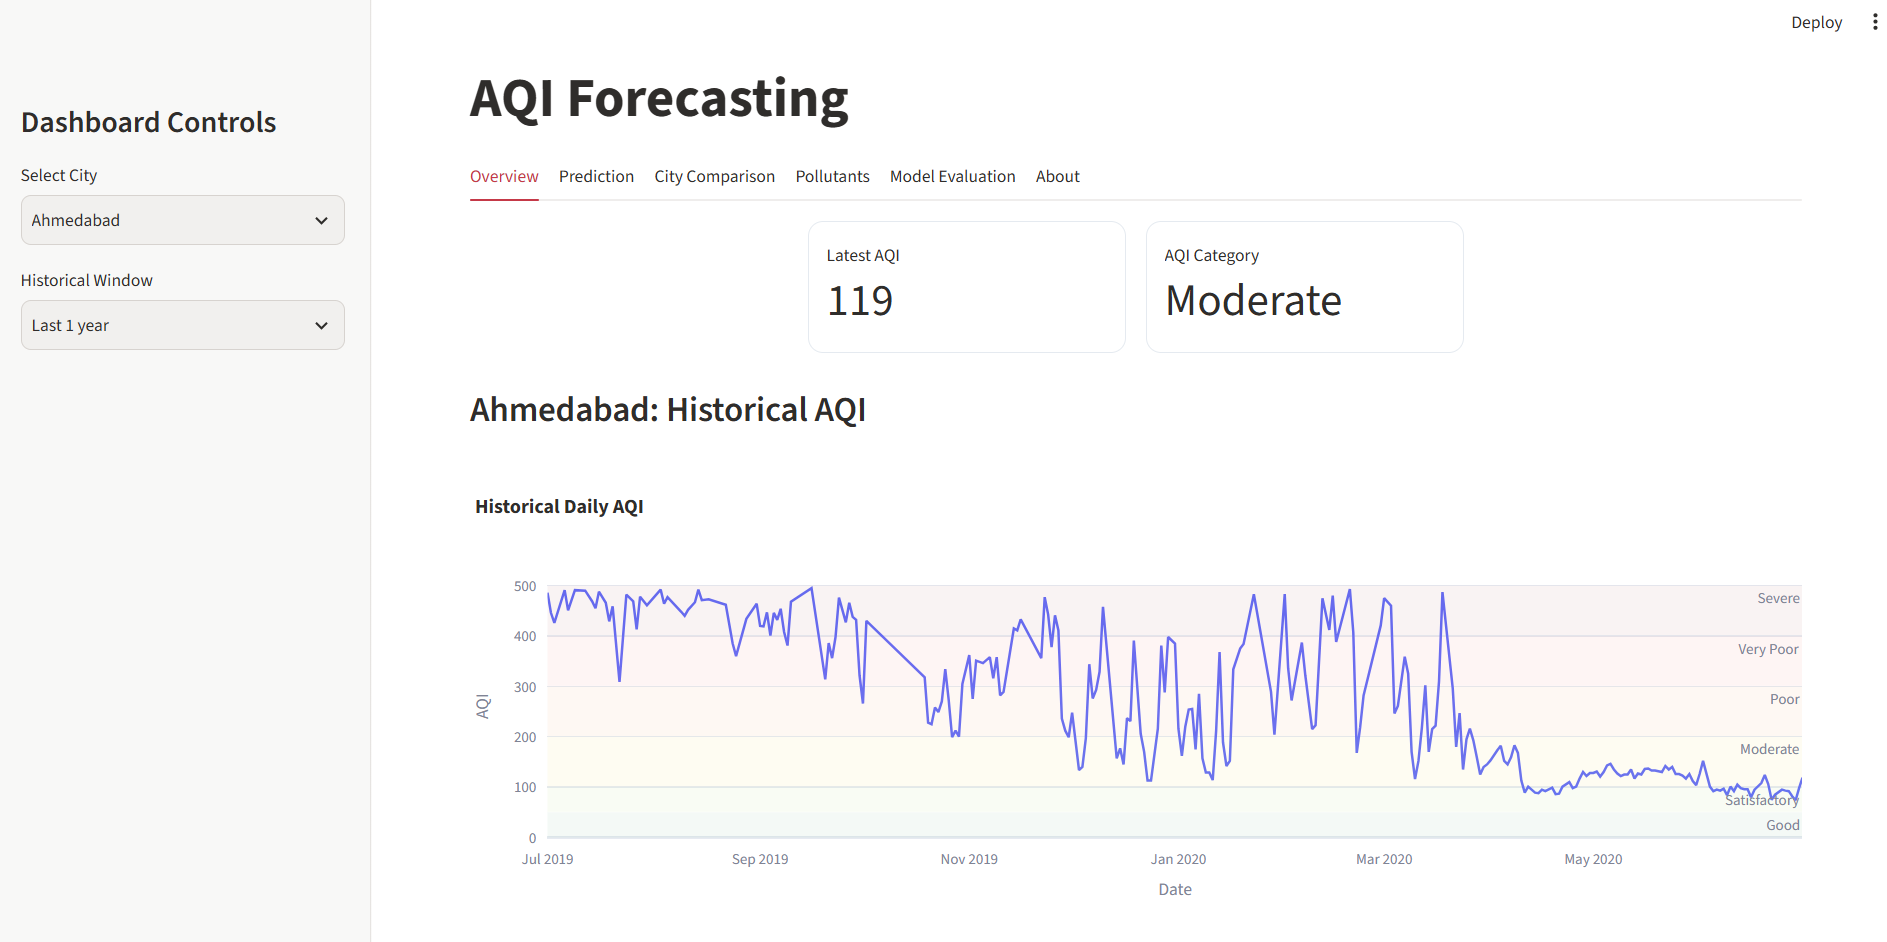 Deploy
Dashboard Controls
Select City
Ahmedabad
Historical Window
Last 1 year
AQI Forecasting
Overview Prediction City Comparison Pollutants Model Evaluation About
Latest AQI
119
AQI Category
Moderate
Ahmedabad: Historical AQI
Historical Daily AQI
500
400
300
200
100
0
AQI
Severe
Very Poor
Poor
Moderate
Satisfactory
Good
Jul 2019 Sep 2019 Nov 2019 Jan 2020 Mar 2020 May 2020
Date